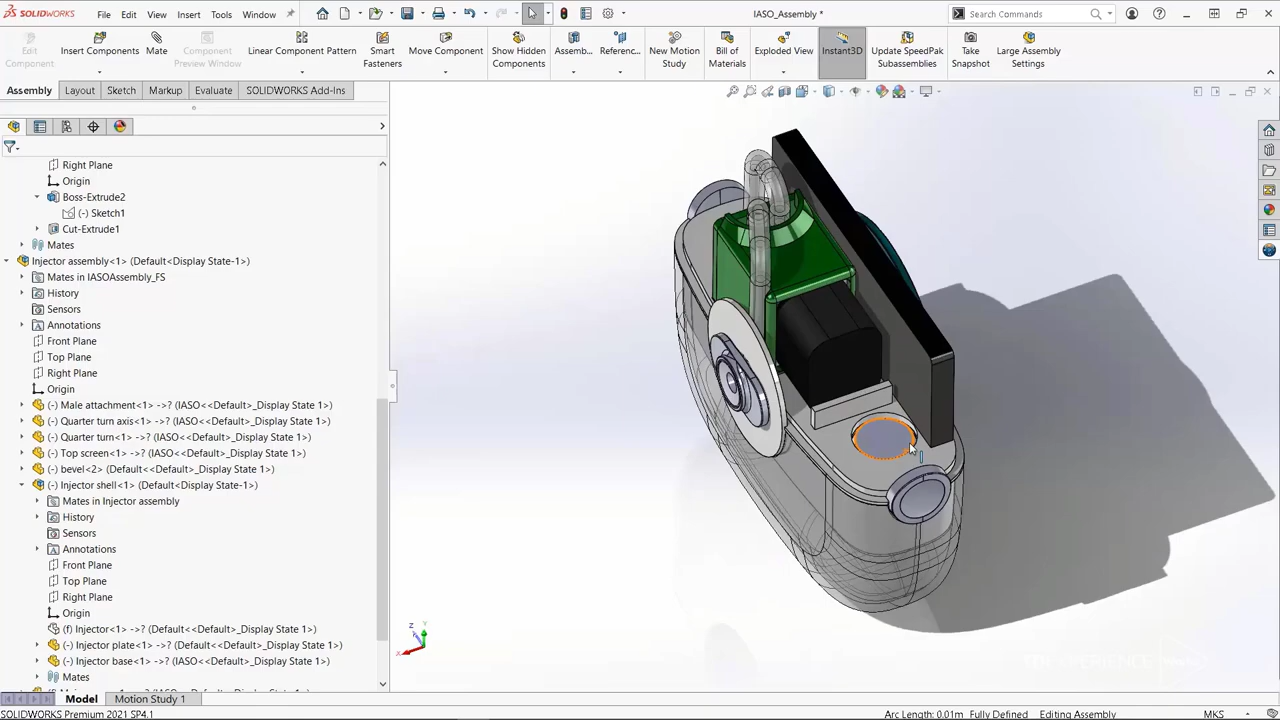 SOLIDWORKS File Edit View Insert Tools Window IASO_Assembly * Search Commands
Edit Component Insert Components Mate Component Preview Window Linear Component Pattern Smart Fasteners Move Component Show Hidden Components Assemb... Referenc... New Motion Study Bill of Materials Exploded View Instant3D Update SpeedPak Subassemblies Take Snapshot Large Assembly Settings
Assembly Layout Sketch Markup Evaluate SOLIDWORKS Add-Ins
Right Plane
Origin
Boss-Extrude2
(-) Sketch1
Cut-Extrude1
Mates
Injector assembly<1> (Default<Display State-1>)
Mates in IASOAssembly_FS
History
Sensors
Annotations
Front Plane
Top Plane
Right Plane
Origin
(-) Male attachment<1> ->? (IASO<<Default>_Display State 1>)
(-) Quarter turn axis<1> ->? (IASO<<Default>_Display State 1>)
(-) Quarter turn<1> ->? (IASO<<Default>_Display State 1>)
(-) Top screen<1> ->? (IASO<<Default>_Display State 1>)
(-) bevel<2> (IASO<<Default>_Display State 1>)
(-) Injector shell<1> (Default<Display State-1>)
Mates in Injector assembly
History
Sensors
Annotations
Front Plane
Top Plane
Right Plane
Origin
(f) Injector<1> ->? (Default<<Default>_Display State 1>)
(-) Injector plate<1> ->? (Default<<Default>_Display State 1>)
(-) Injector base<1> ->? (IASO<<Default>_Display State 1>)
Mates
Z Y X
Model Motion Study 1
SOLIDWORKS Premium 2021 SP4.1 Arc Length: 0.01m Fully Defined Editing Assembly MKS